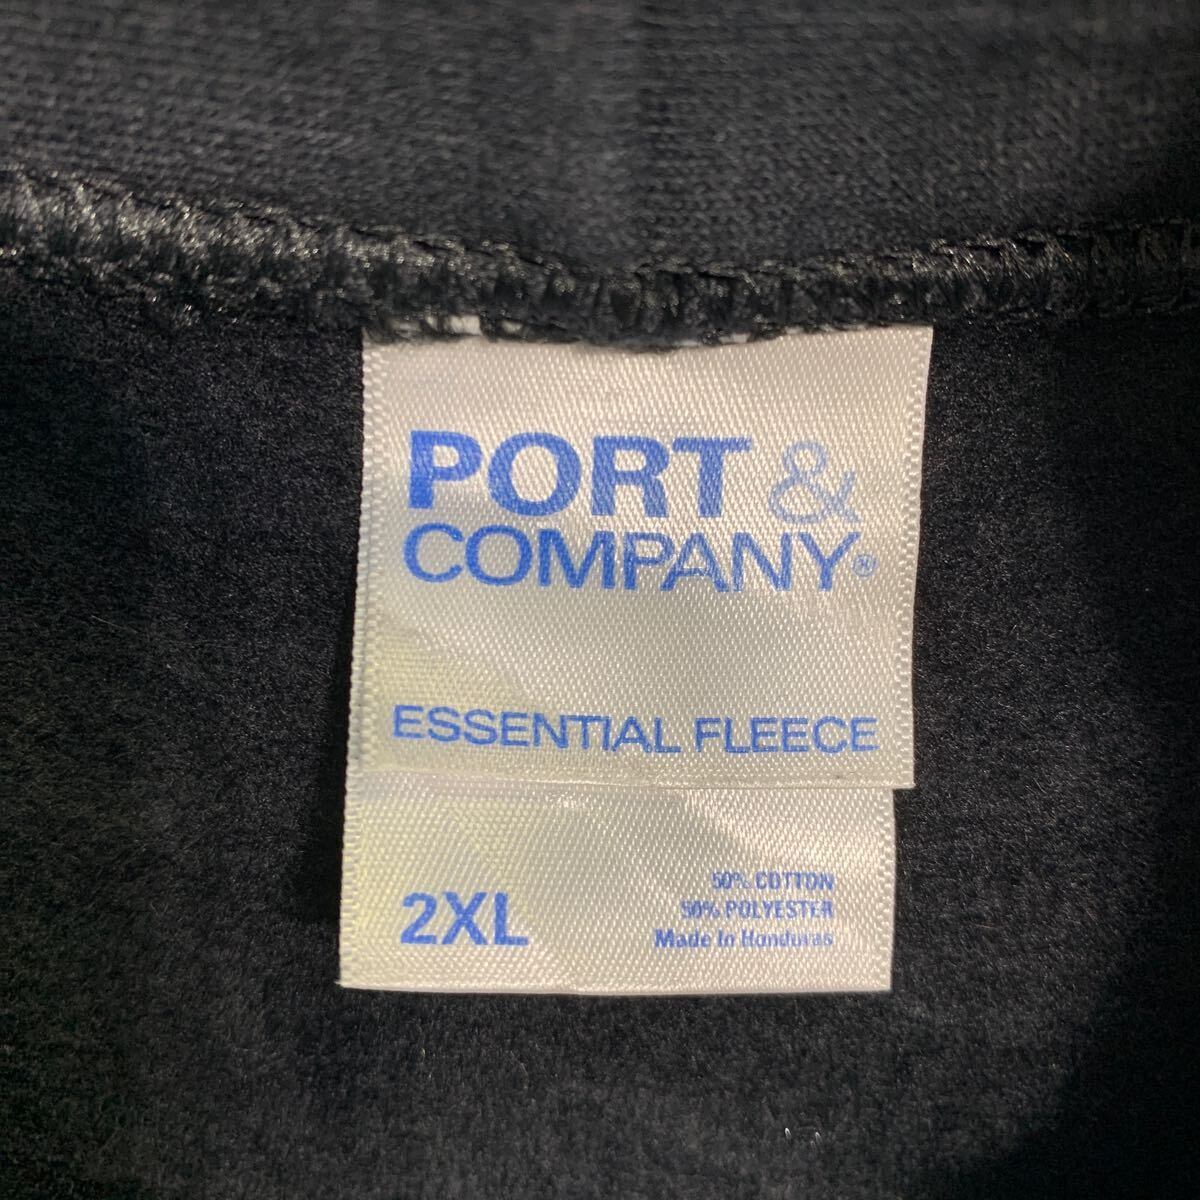 PORT &
COMPANY®
ESSENTIAL FLEECE
2XL
50% COTTON
50% POLYESTER
Made In Honduras